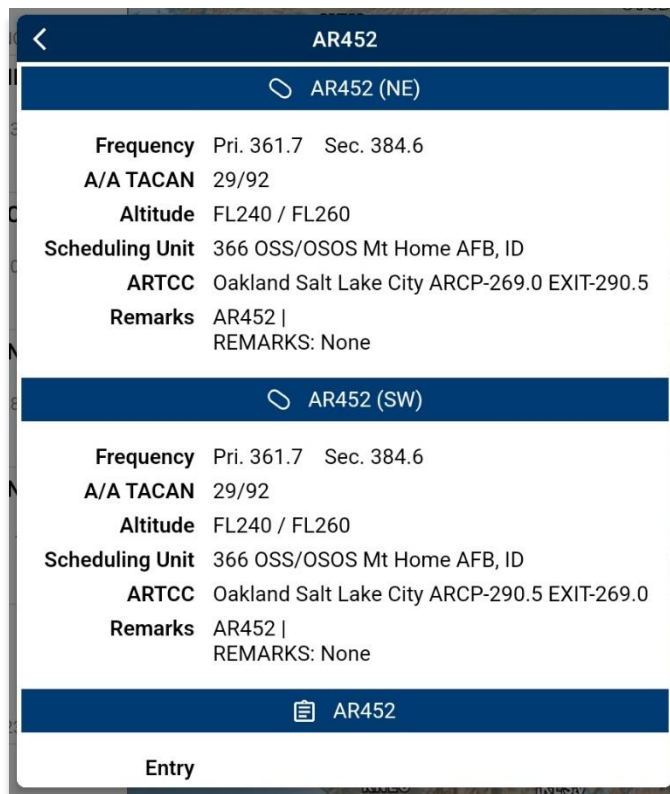 AR452
AR452 (NE)
Frequency Pri. 361.7 Sec. 384.6
A/A TACAN 29/92
Altitude FL240 / FL260
Scheduling Unit 366 OSS/OSOS Mt Home AFB, ID
ARTCC Oakland Salt Lake City ARCP-269.0 EXIT-290.5
Remarks AR452 |
REMARKS: None
AR452 (SW)
Frequency Pri. 361.7 Sec. 384.6
A/A TACAN 29/92
Altitude FL240 / FL260
Scheduling Unit 366 OSS/OSOS Mt Home AFB, ID
ARTCC Oakland Salt Lake City ARCP-290.5 EXIT-269.0
Remarks AR452 |
REMARKS: None
AR452
Entry